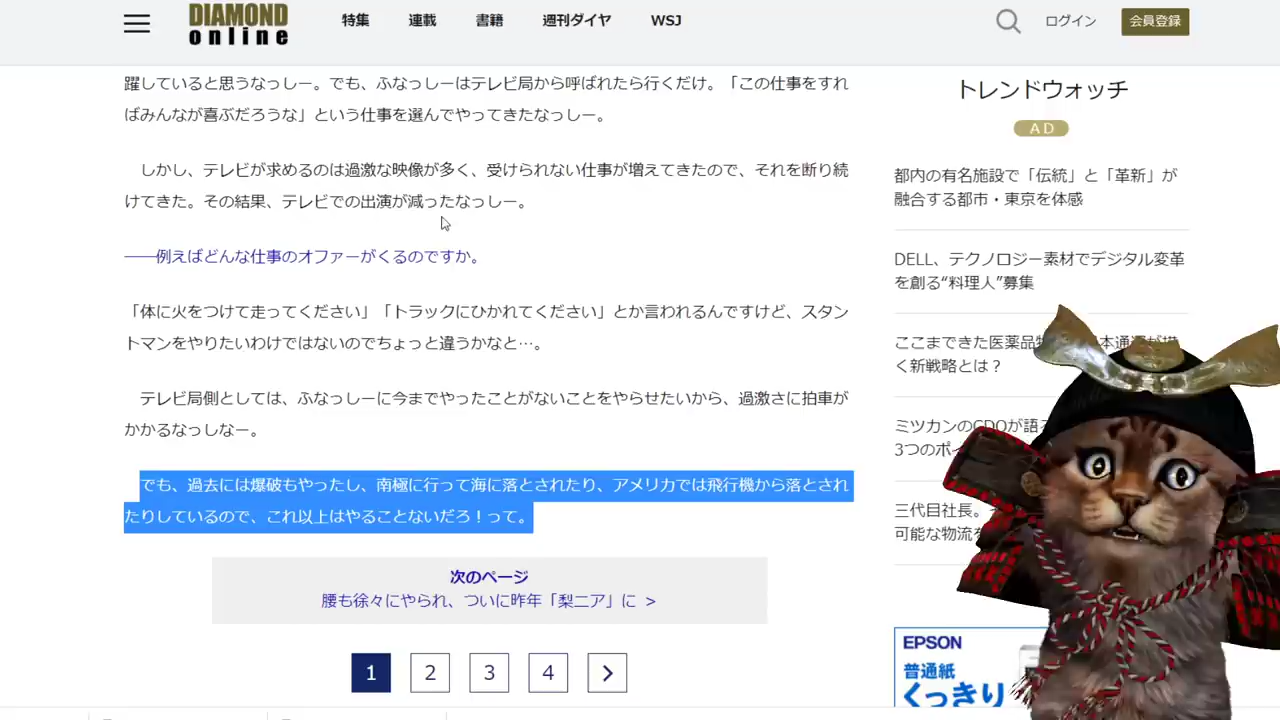 DIAMOND
online
特集 連載 書籍 週刊ダイヤ WSJ
ログイン 会員登録
躍していると思うなっしー。でも、ふなっしーはテレビ局から呼ばれたら行くだけ。「この仕事をすれ
ばみんなが喜ぶだろうな」という仕事を選んでやってきたなっしー。
しかし、テレビが求めるのは過激な映像が多く、受けられない仕事が増えてきたので、それを断り続
けてきた。その結果、テレビでの出演が減ったなっしー。
――例えばどんな仕事のオファーがくるのですか。
「体に火をつけて走ってください」「トラックにひかれてください」とか言われるんですけど、スタン
トマンをやりたいわけではないのでちょっと違うかなと…。
テレビ局側としては、ふなっしーに今までやったことがないことをやらせたいから、過激さに拍車が
かかるなっしなー。
でも、過去には爆破もやったし、南極に行って海に落とされたり、アメリカでは飛行機から落とされ
たりしているので、これ以上はやることないだろ！って。
次のページ
腰も徐々にやられ、ついに昨年「梨ニア」に >
1 2 3 4 >
トレンドウォッチ
AD
都内の有名施設で「伝統」と「革新」が
融合する都市・東京を体感
DELL、テクノロジー素材でデジタル変革
を創る“料理人”募集
ここまできた医薬品物
本通
く新戦略とは？
ミツカンのCDOが語
3つのポ
三代目社長。
可能な物流
EPSON
普通紙
くっきり